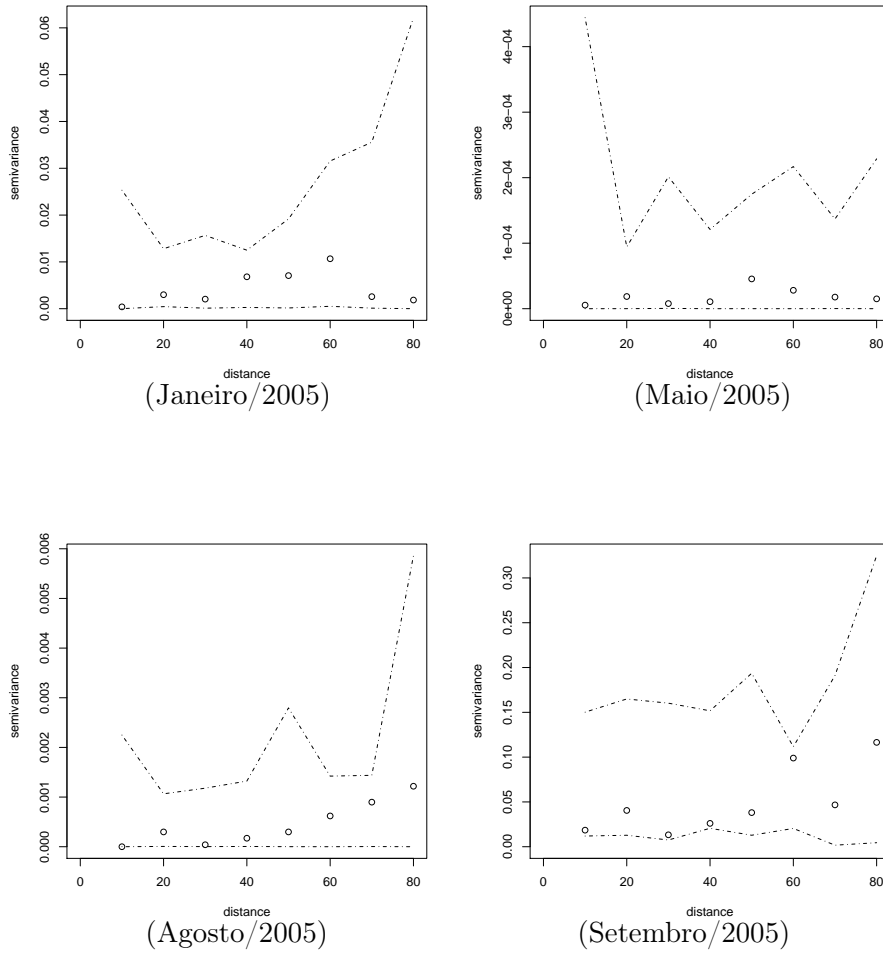 semivariance
0.00 0.01 0.02 0.03 0.04 0.05 0.06
0 20 40 60 80
distance
(Janeiro/2005)
semivariance
0e+00 1e-04 2e-04 3e-04 4e-04
0 20 40 60 80
distance
(Maio/2005)
semivariance
0.000 0.001 0.002 0.003 0.004 0.005 0.006
0 20 40 60 80
distance
(Agosto/2005)
semivariance
0.00 0.05 0.10 0.15 0.20 0.25 0.30
0 20 40 60 80
distance
(Setembro/2005)